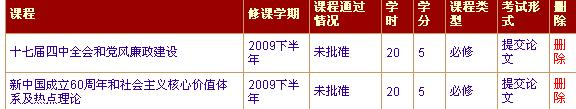 课程 修课学期 课程通过情况 学时 学分 课程类型 考试形式 删除
十七届四中全会和党风廉政建设 2009下半年 未批准 20 5 必修 提交论文 删除
新中国成立60周年和社会主义核心价值体系及热点理论 2009下半年 未批准 20 5 必修 提交论文 删除